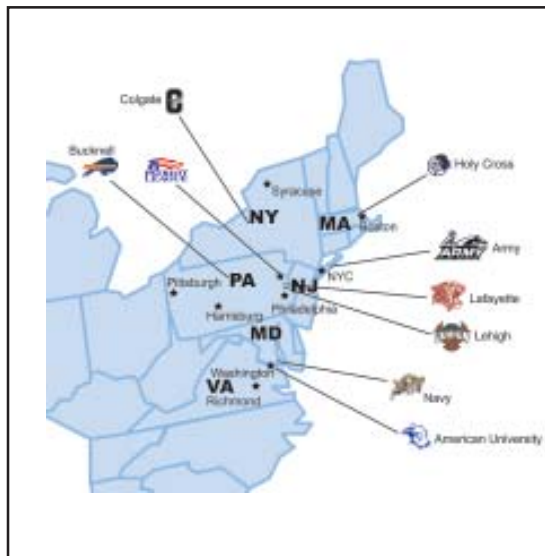 Colgate
Bucknell
Holy Cross
Syracuse
NY
MA
Boston
ARMY
Army
NYC
PA
NJ
Pittsburgh
Lafayette
Harrisburg
Philadelphia
Lehigh
MD
Washington
VA
Richmond
Navy
American University